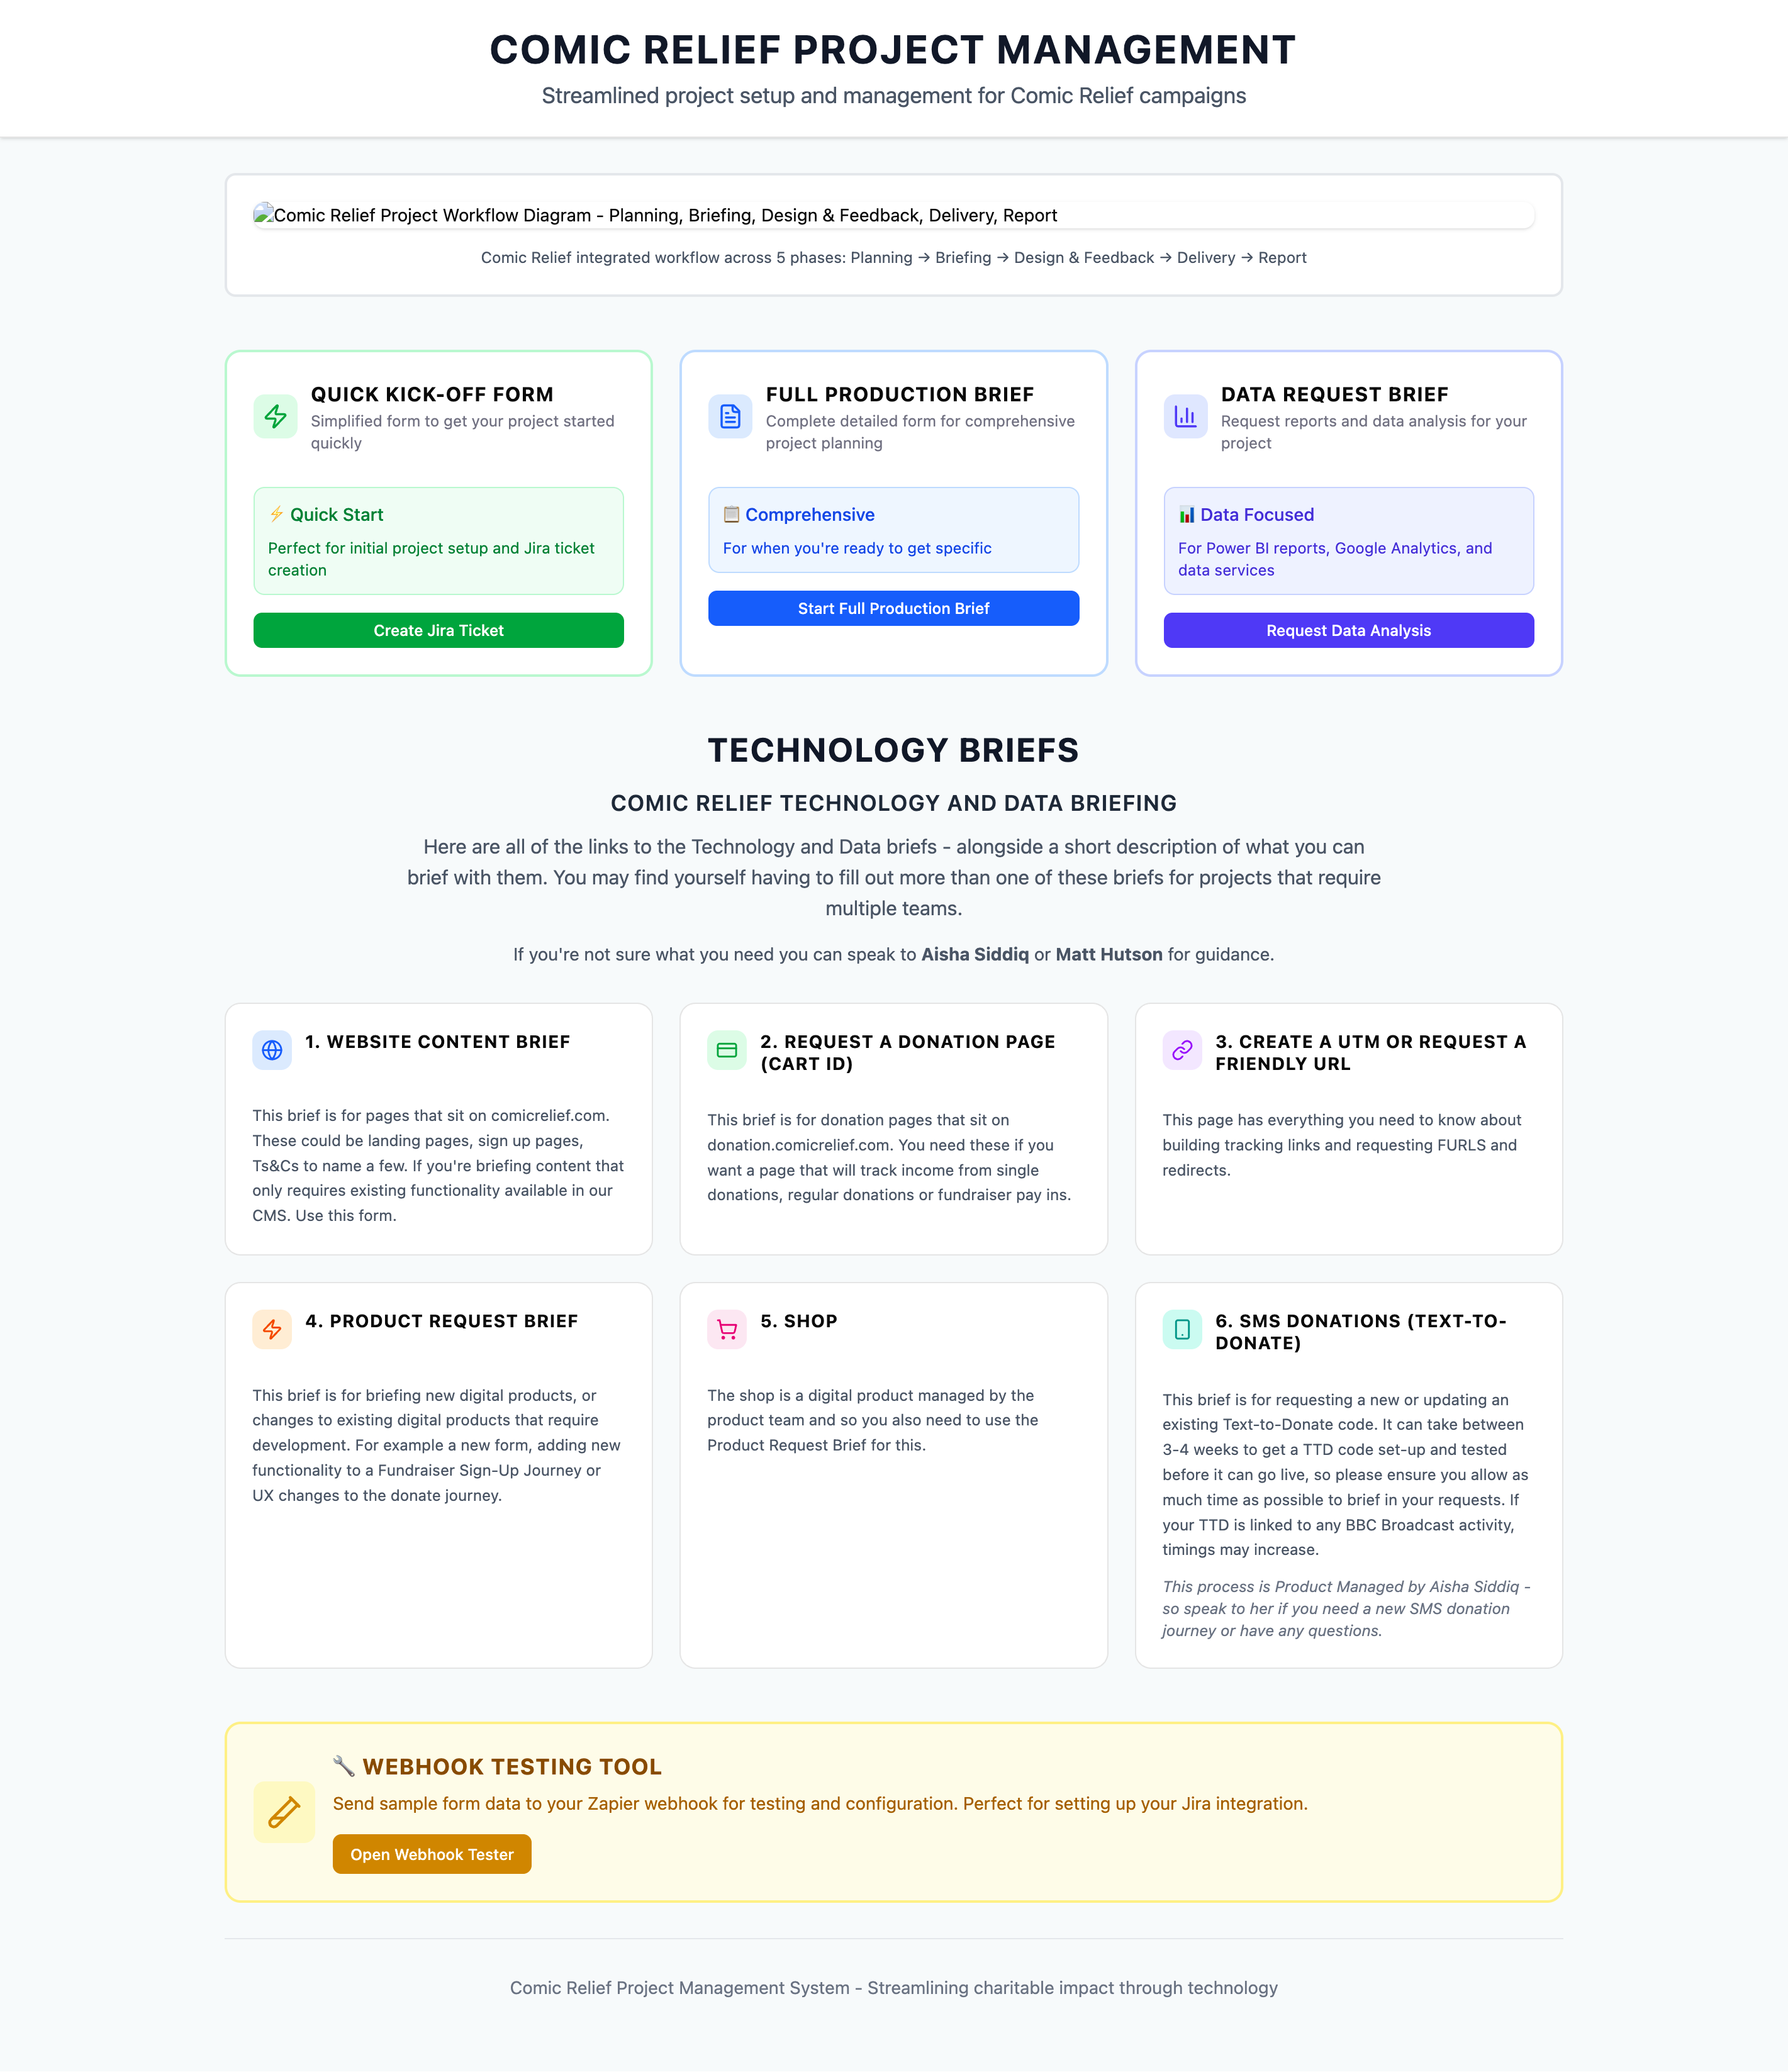 COMIC RELIEF PROJECT MANAGEMENT
Streamlined project setup and management for Comic Relief campaigns
Comic Relief Project Workflow Diagram - Planning, Briefing, Design & Feedback, Delivery, Report
Comic Relief integrated workflow across 5 phases: Planning → Briefing → Design & Feedback → Delivery → Report
QUICK KICK-OFF FORM
Simplified form to get your project started
quickly
⚡ Quick Start
Perfect for initial project setup and Jira ticket
creation
Create Jira Ticket
FULL PRODUCTION BRIEF
Complete detailed form for comprehensive
project planning
📋 Comprehensive
For when you're ready to get specific
Start Full Production Brief
DATA REQUEST BRIEF
Request reports and data analysis for your
project
📊 Data Focused
For Power BI reports, Google Analytics, and
data services
Request Data Analysis
TECHNOLOGY BRIEFS
COMIC RELIEF TECHNOLOGY AND DATA BRIEFING
Here are all of the links to the Technology and Data briefs - alongside a short description of what you can
brief with them. You may find yourself having to fill out more than one of these briefs for projects that require
multiple teams.
If you're not sure what you need you can speak to Aisha Siddiq or Matt Hutson for guidance.
1. WEBSITE CONTENT BRIEF
This brief is for pages that sit on comicrelief.com.
These could be landing pages, sign up pages,
Ts&Cs to name a few. If you're briefing content that
only requires existing functionality available in our
CMS. Use this form.
2. REQUEST A DONATION PAGE
(CART ID)
This brief is for donation pages that sit on
donation.comicrelief.com. You need these if you
want a page that will track income from single
donations, regular donations or fundraiser pay ins.
3. CREATE A UTM OR REQUEST A
FRIENDLY URL
This page has everything you need to know about
building tracking links and requesting FURLS and
redirects.
4. PRODUCT REQUEST BRIEF
This brief is for briefing new digital products, or
changes to existing digital products that require
development. For example a new form, adding new
functionality to a Fundraiser Sign-Up Journey or
UX changes to the donate journey.
5. SHOP
The shop is a digital product managed by the
product team and so you also need to use the
Product Request Brief for this.
6. SMS DONATIONS (TEXT-TO-
DONATE)
This brief is for requesting a new or updating an
existing Text-to-Donate code. It can take between
3-4 weeks to get a TTD code set-up and tested
before it can go live, so please ensure you allow as
much time as possible to brief in your requests. If
your TTD is linked to any BBC Broadcast activity,
timings may increase.
This process is Product Managed by Aisha Siddiq -
so speak to her if you need a new SMS donation
journey or have any questions.
🔧 WEBHOOK TESTING TOOL
Send sample form data to your Zapier webhook for testing and configuration. Perfect for setting up your Jira integration.
Open Webhook Tester
Comic Relief Project Management System - Streamlining charitable impact through technology